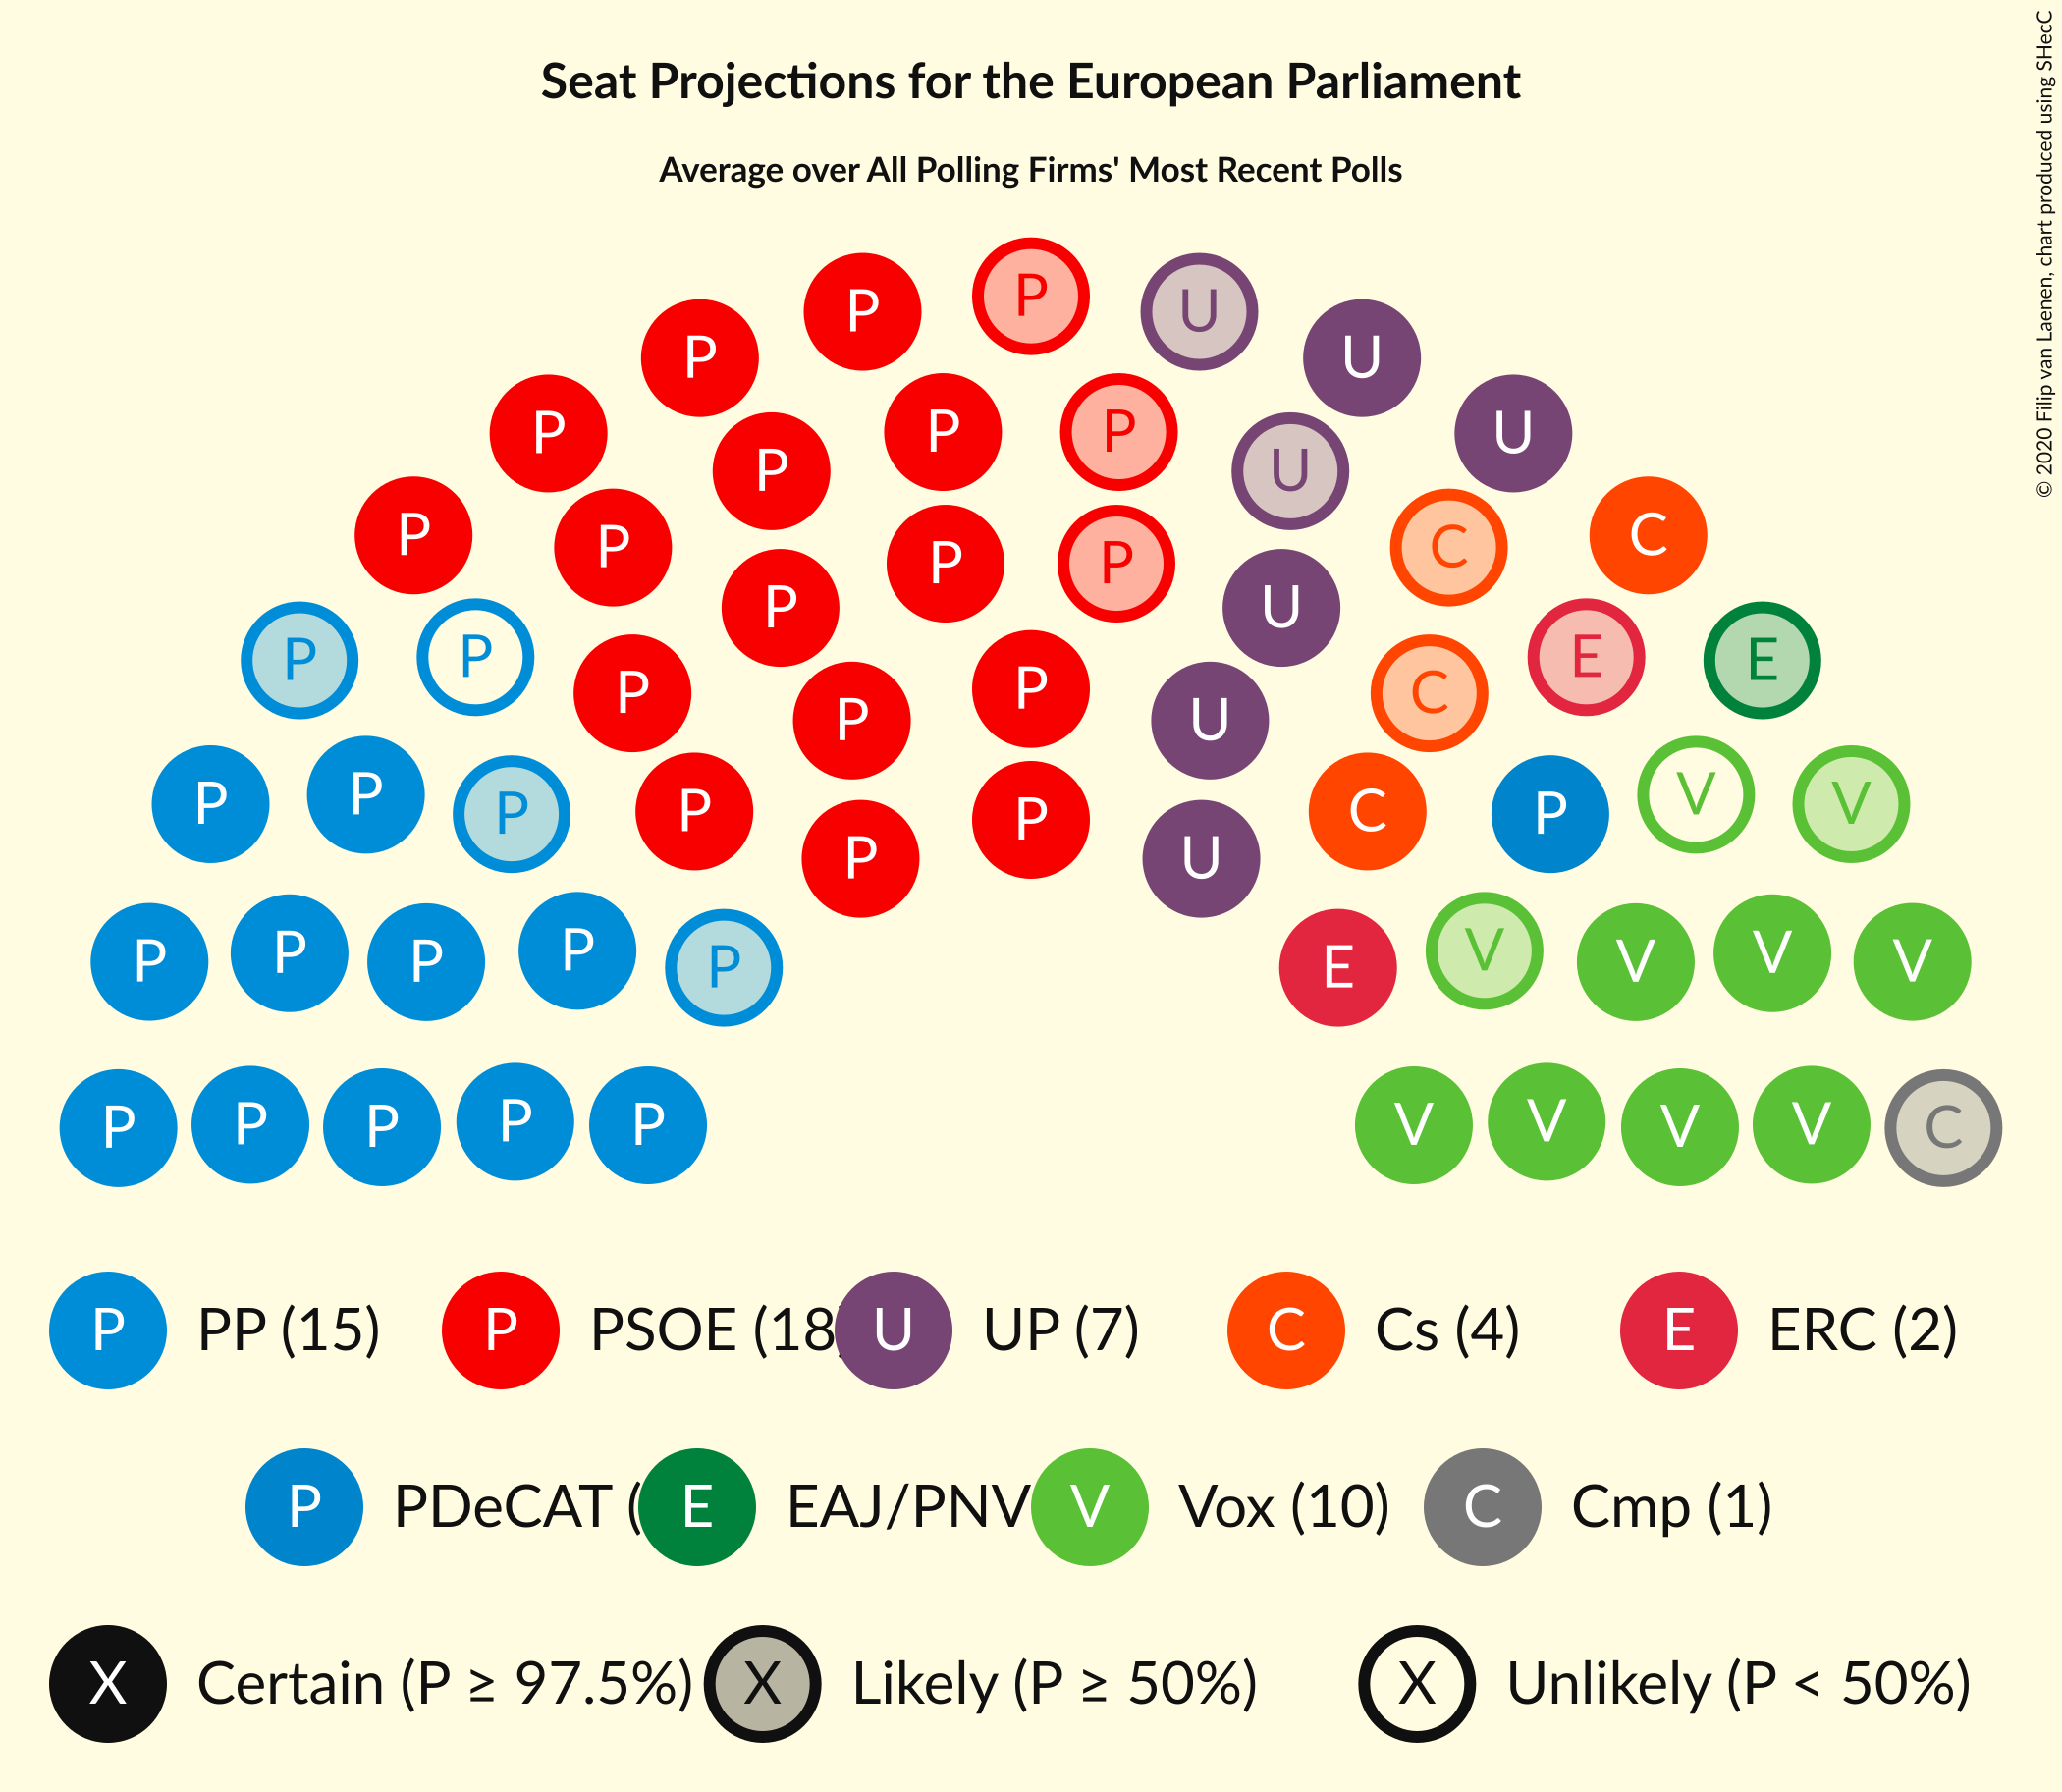 © 2020 Filip van Laenen, chart produced using SHecC
Seat Projections for the European Parliament
Average over All Polling Firms' Most Recent Polls
P
P U
P U
P P P U
P U
P C
P C
P P
P U
P P E E
P P C
P U
P P V V
P P P C P
P U
P P P P P E V V V V
P P P P P V V V V C
P PP (15) P PSOE (18 U UP (7) C Cs (4) E ERC (2)
P PDeCAT ( E EAJ/PNV V Vox (10) C Cmp (1)
X Certain (P ≥ 97.5%) X Likely (P ≥ 50%) X Unlikely (P < 50%)